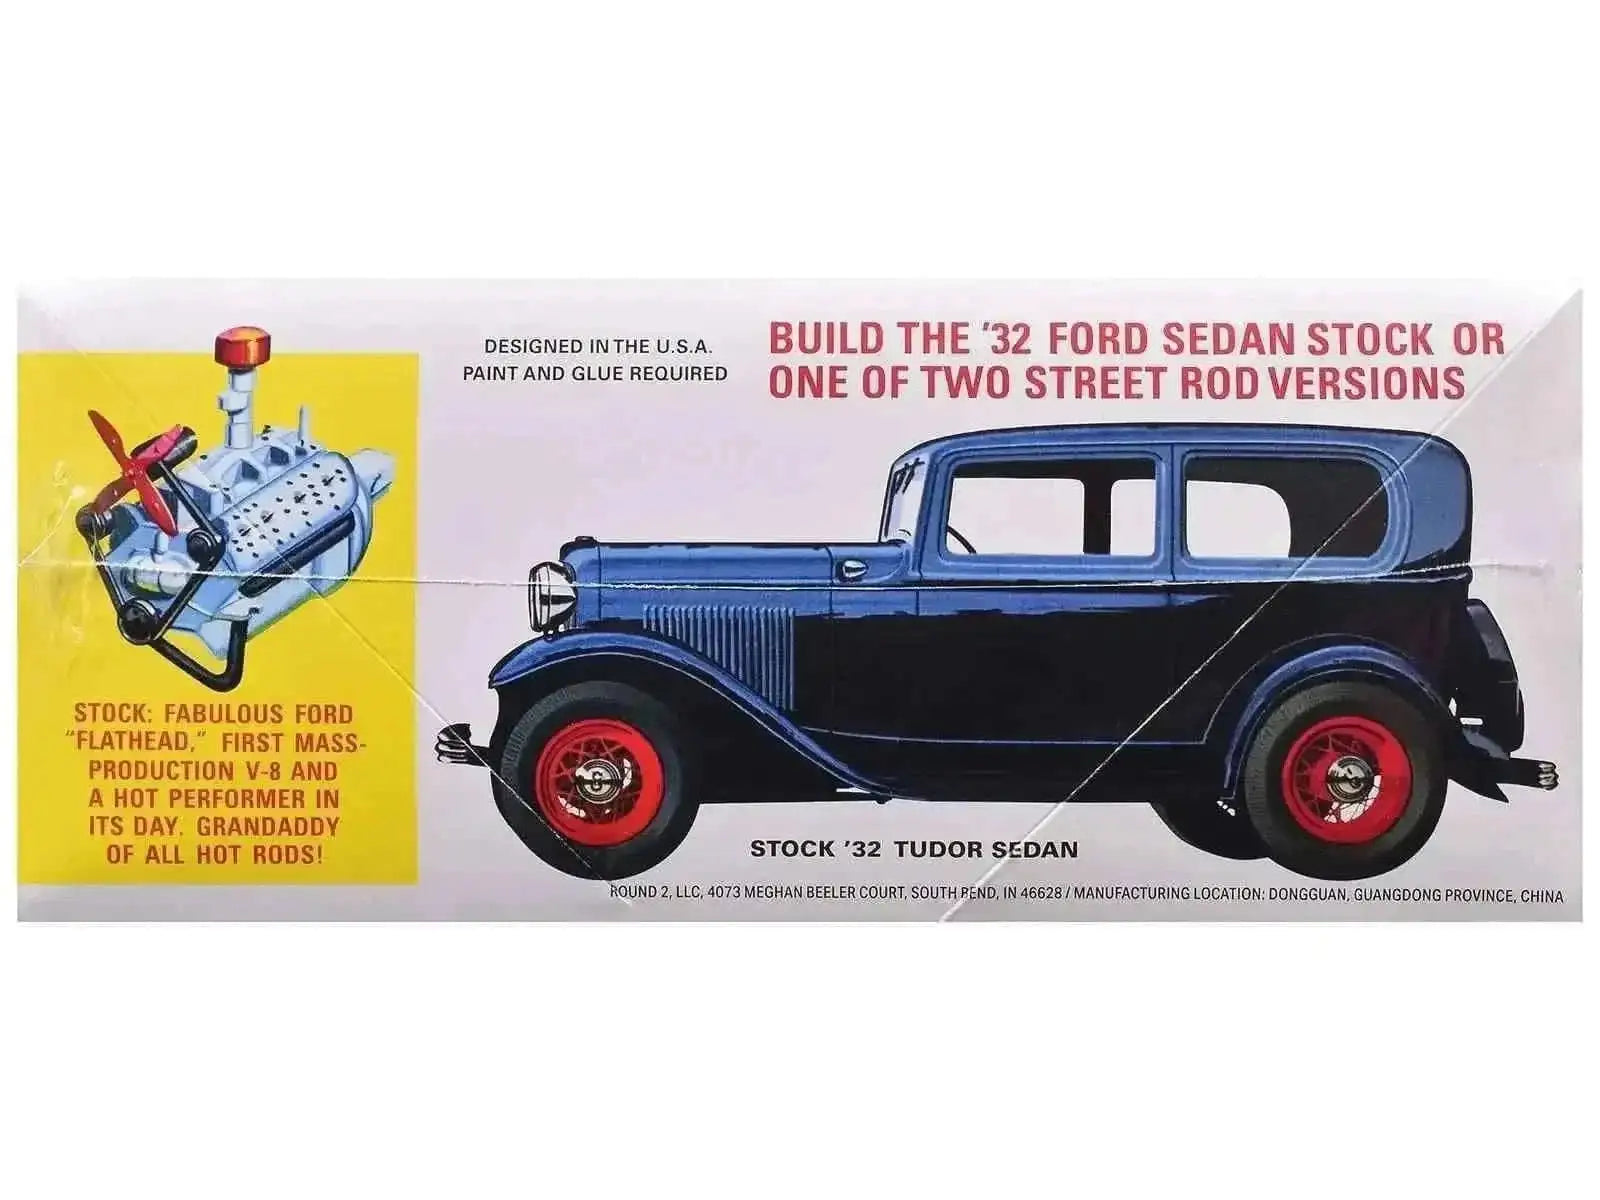 DESIGNED IN THE U.S.A.
PAINT AND GLUE REQUIRED
BUILD THE '32 FORD SEDAN STOCK OR
ONE OF TWO STREET ROD VERSIONS
STOCK: FABULOUS FORD
"FLATHEAD," FIRST MASS-
PRODUCTION V-8 AND
A HOT PERFORMER IN
ITS DAY. GRANDADDY
OF ALL HOT RODS!
STOCK '32 TUDOR SEDAN
ROUND 2, LLC, 4073 MEGHAN BEELER COURT, SOUTH BEND, IN 46628 / MANUFACTURING LOCATION: DONGGUAN, GUANGDONG PROVINCE, CHINA